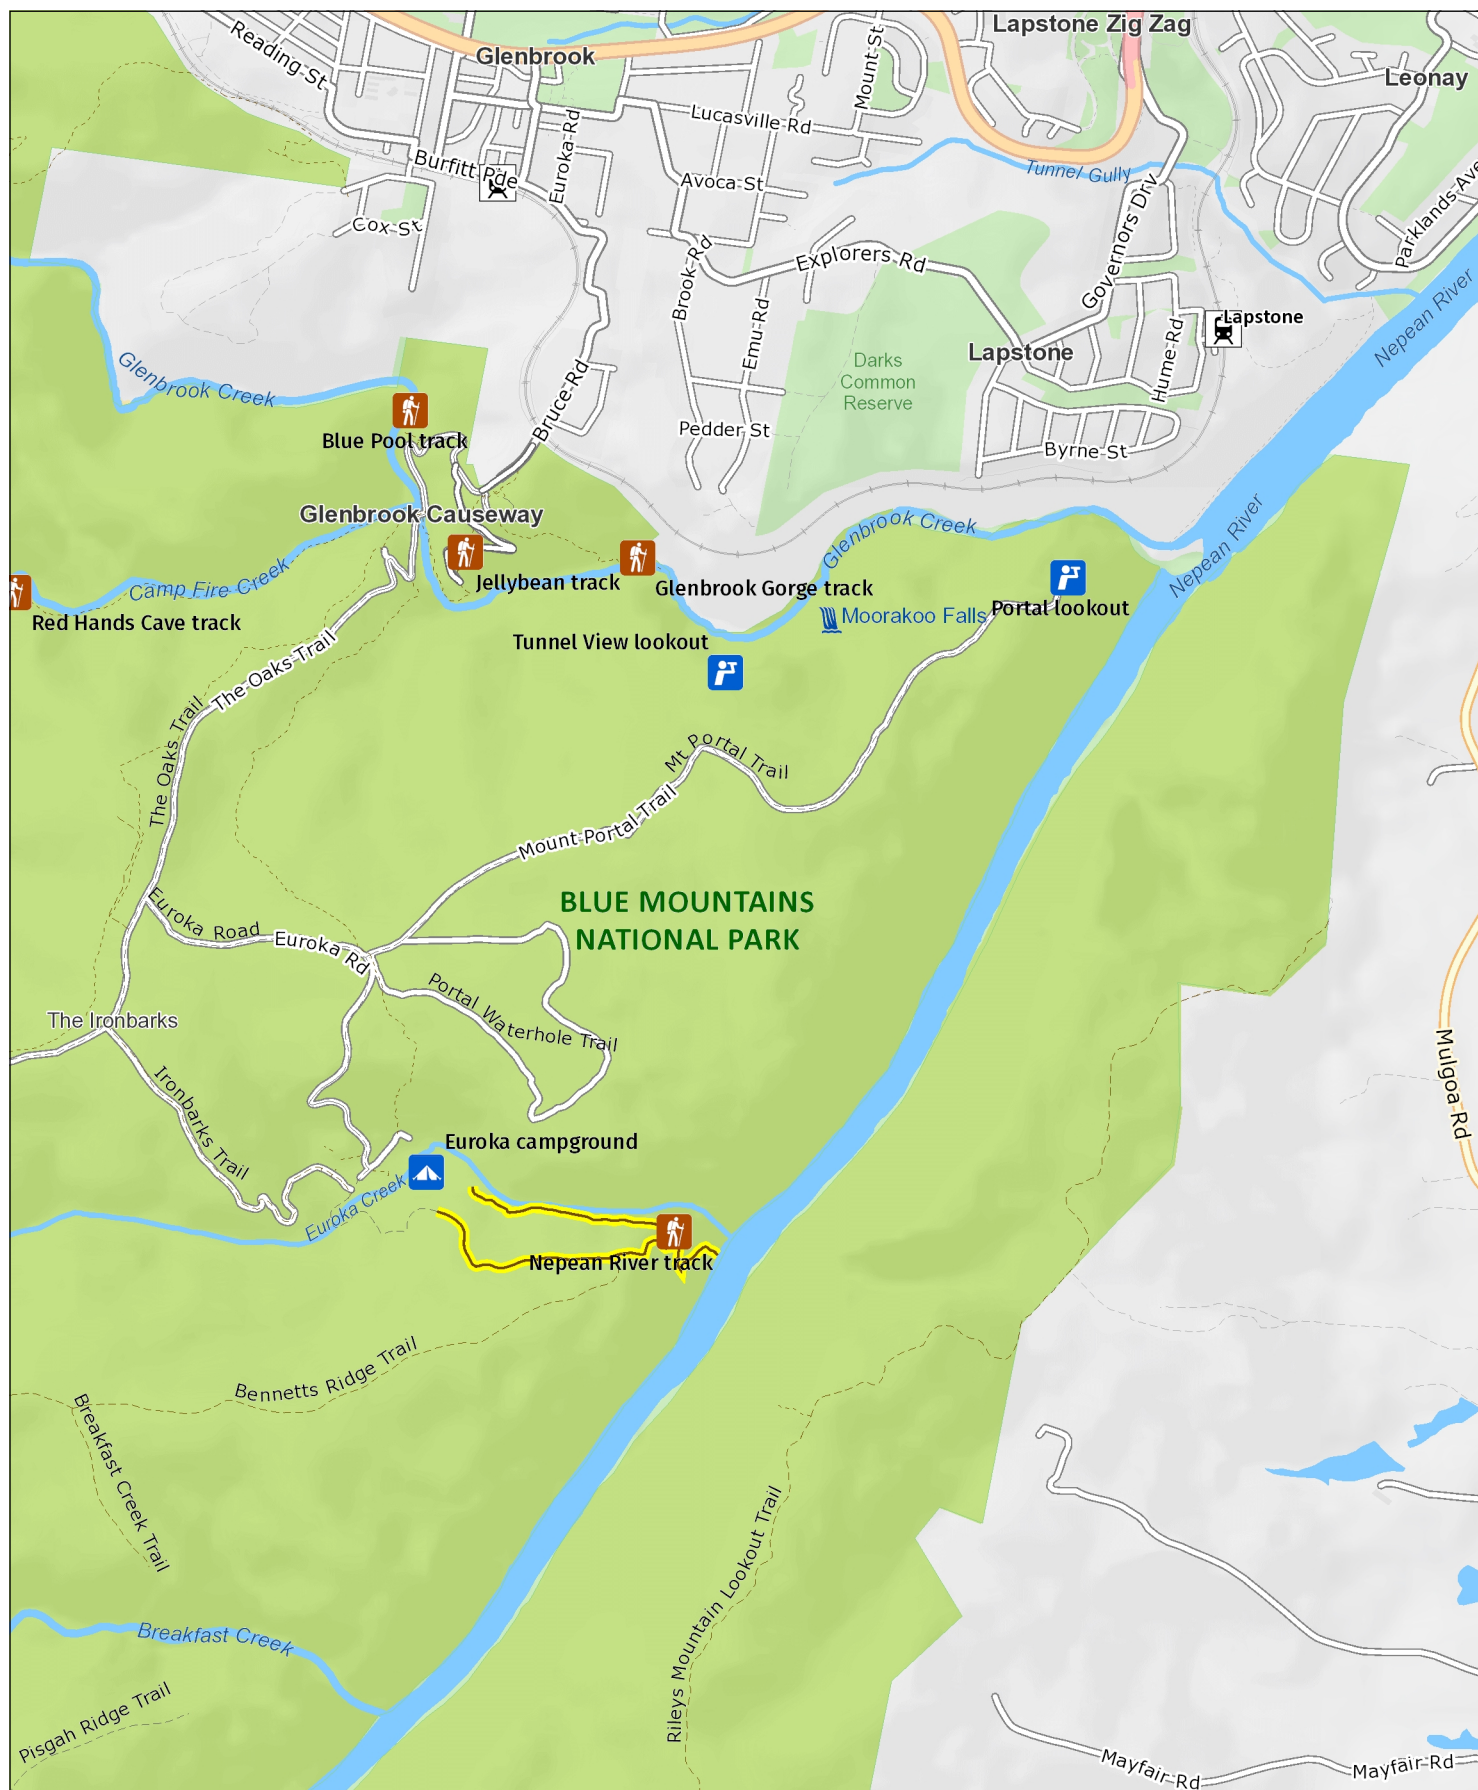 Lapstone Zig Zag
Reading St
Glenbrook
Mount St
Leonay
Lucasville Rd
Burfitt Pde
Euroka Rd
Tunnel Gully
Avoca St
Parklands Ave
Cox St
Governors Drv
Brook Rd
Explorers Rd
Nepean River
Emu Rd
Lapstone
Lapstone
Hume Rd
Glenbrook Creek
Darks
Common
Reserve
Bruce Rd
Blue Pool track
Pedder St
Byrne St
Glenbrook Causeway
Glenbrook Creek
Nepean River
Camp Fire Creek
Jellybean track
Glenbrook Gorge track
Red Hands Cave track
Moorakoo Falls
Portal lookout
Tunnel View lookout
The Oaks Trail
The Oaks Trail
Mt Portal Trail
Mount Portal Trail
BLUE MOUNTAINS
NATIONAL PARK
Euroka Road
Euroka Rd
Portal Waterhole Trail
The Ironbarks
Mulgoa Rd
Ironbarks Trail
Euroka campground
Euroka Creek
Nepean River track
Bennetts Ridge Trail
Breakfast Creek Trail
Rileys Mountain Lookout Trail
Breakfast Creek
Pisgah Ridge Trail
Mayfair Rd
Mayfair Rd